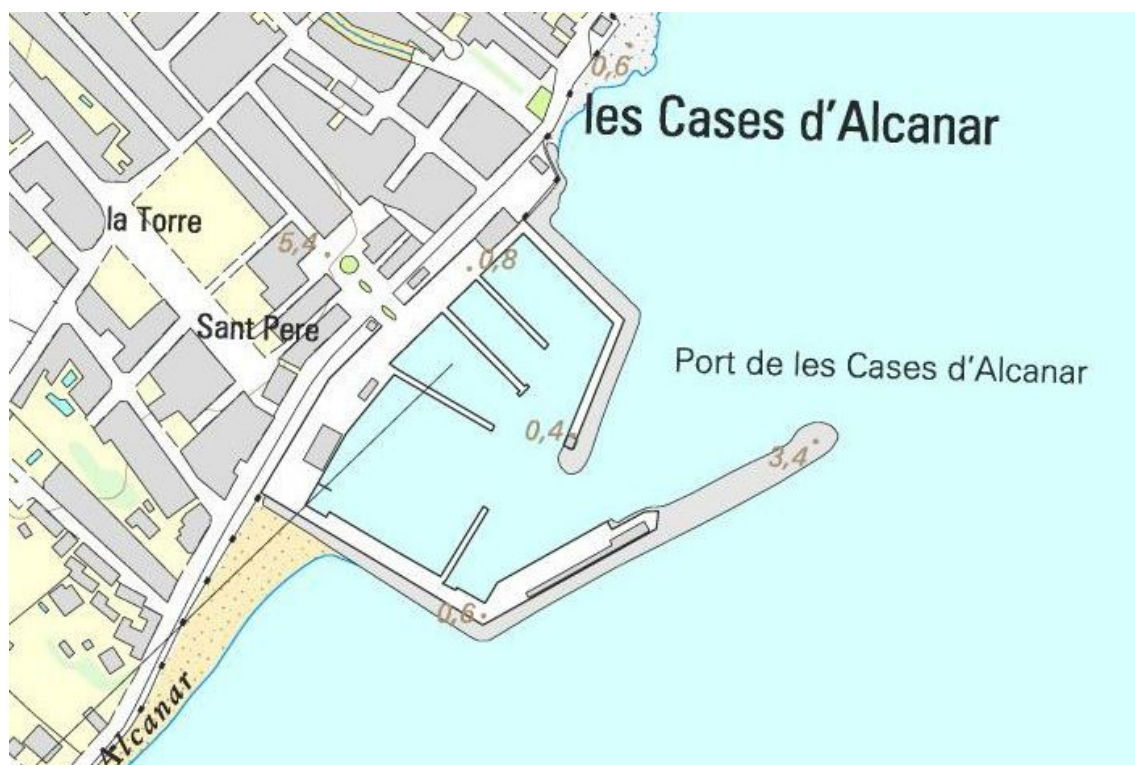 0,6
les Cases d'Alcanar
la Torre
5,4
0,8
Sant Pere
Port de les Cases d'Alcanar
0,4
3,4
0,6
Alcanar